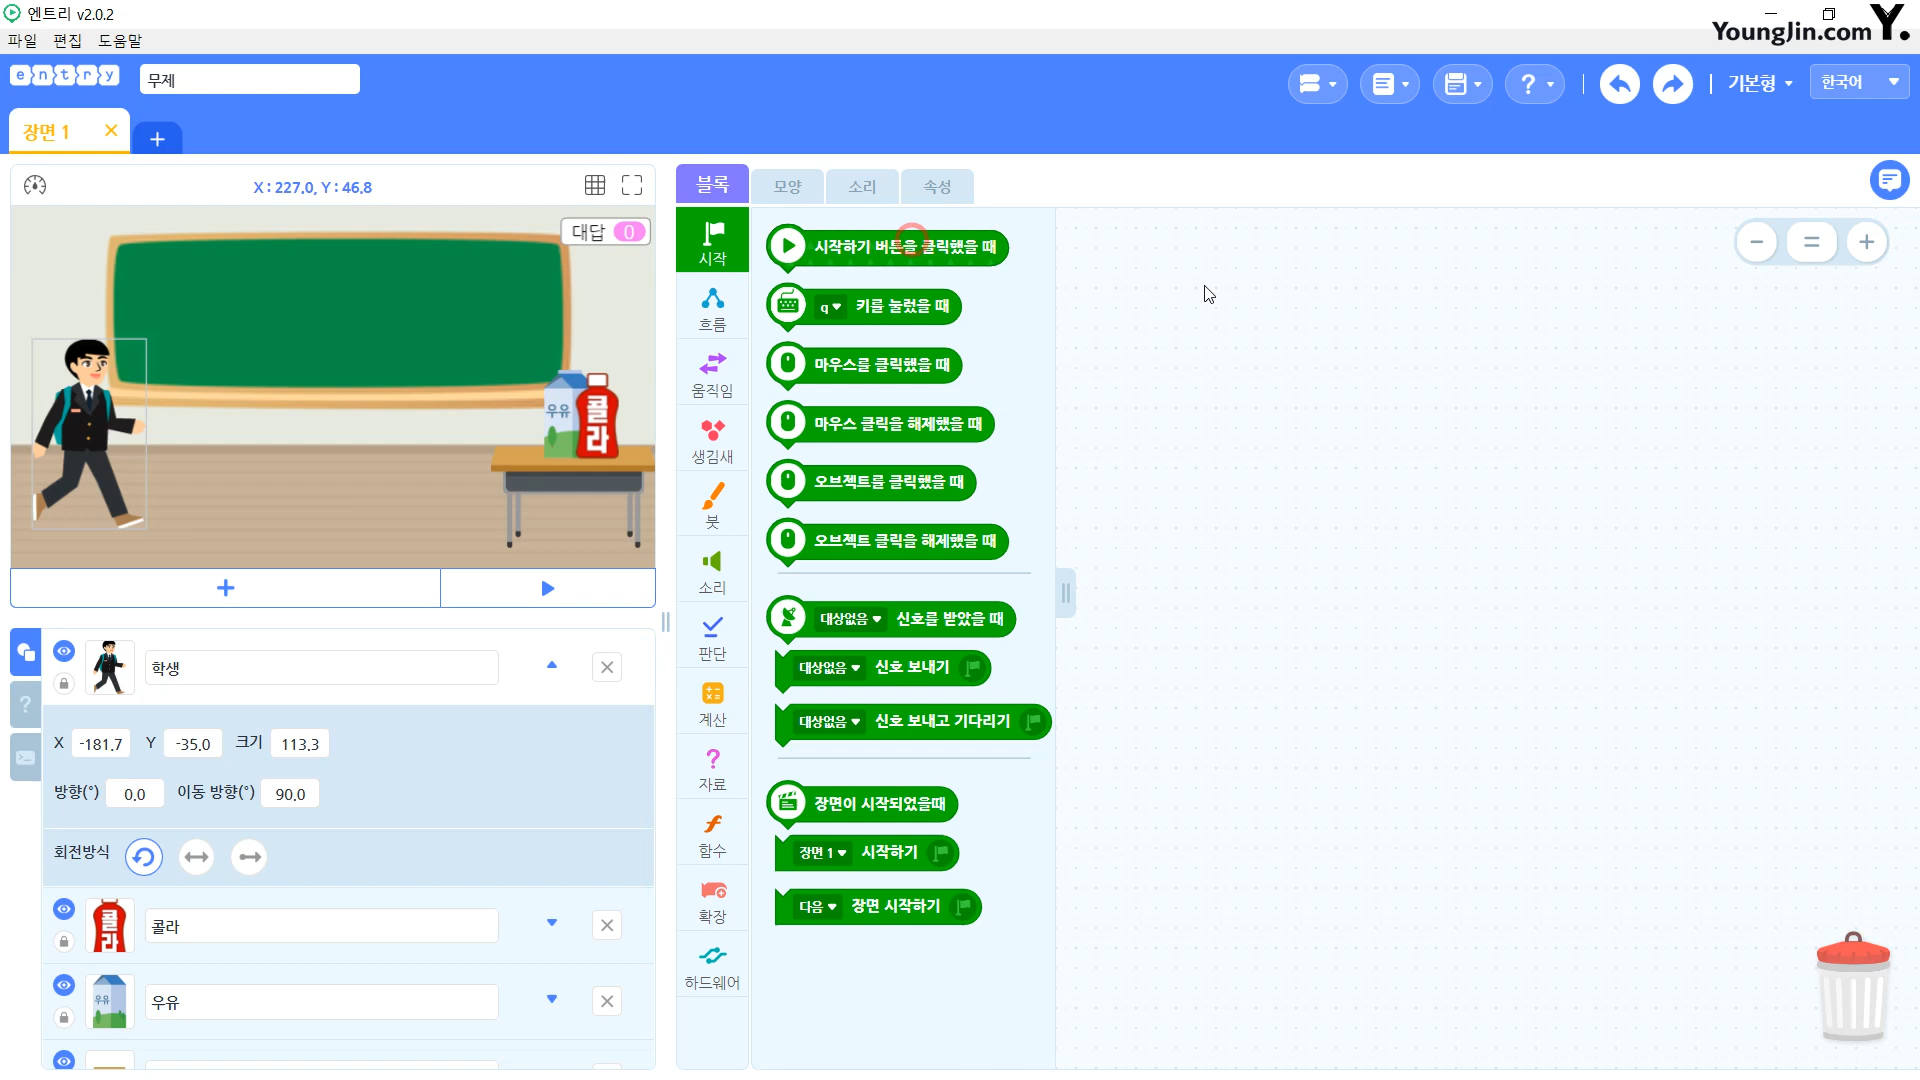 엔트리 v2.0.2
YoungJin.com Y.
파일 편집 도움말
entry
무제
?
기본형
한국어
장면 1
X : 227.0, Y : 46.8
대답 0
우유
콜라
학생
X -181.7 Y -35.0 크기 113.3
방향(°) 0.0 이동 방향(°) 90.0
회전방식
콜라
콜라
우유
우유
블록 모양 소리 속성
시작
흐름
움직임
생김새
붓
소리
판단
계산
자료
함수
확장
하드웨어
시작하기 버튼을 클릭했을 때
q 키를 눌렀을 때
마우스를 클릭했을 때
마우스 클릭을 해제했을 때
오브젝트를 클릭했을 때
오브젝트 클릭을 해제했을 때
대상없음 신호를 받았을 때
대상없음 신호 보내기
대상없음 신호 보내고 기다리기
장면이 시작되었을때
장면 1 시작하기
다음 장면 시작하기